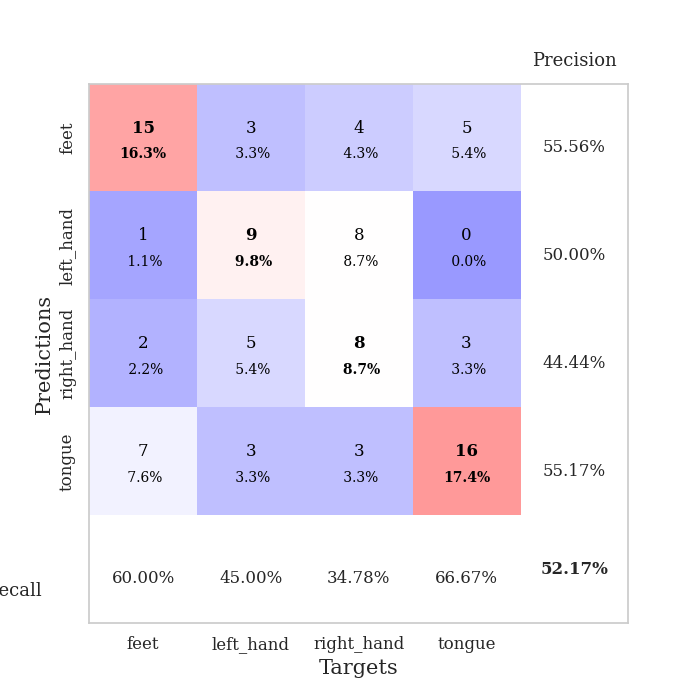 Precision
feet
15 3 4 5
16.3% 3.3% 4.3% 5.4%
55.56%
left_hand
1 9 8 0
1.1% 9.8% 8.7% 0.0%
50.00%
Predictions
right_hand
2 5 8 3
2.2% 5.4% 8.7% 3.3%
44.44%
tongue
7 3 3 16
7.6% 3.3% 3.3% 17.4%
55.17%
ecall
60.00% 45.00% 34.78% 66.67% 52.17%
feet left_hand right_hand tongue
Targets